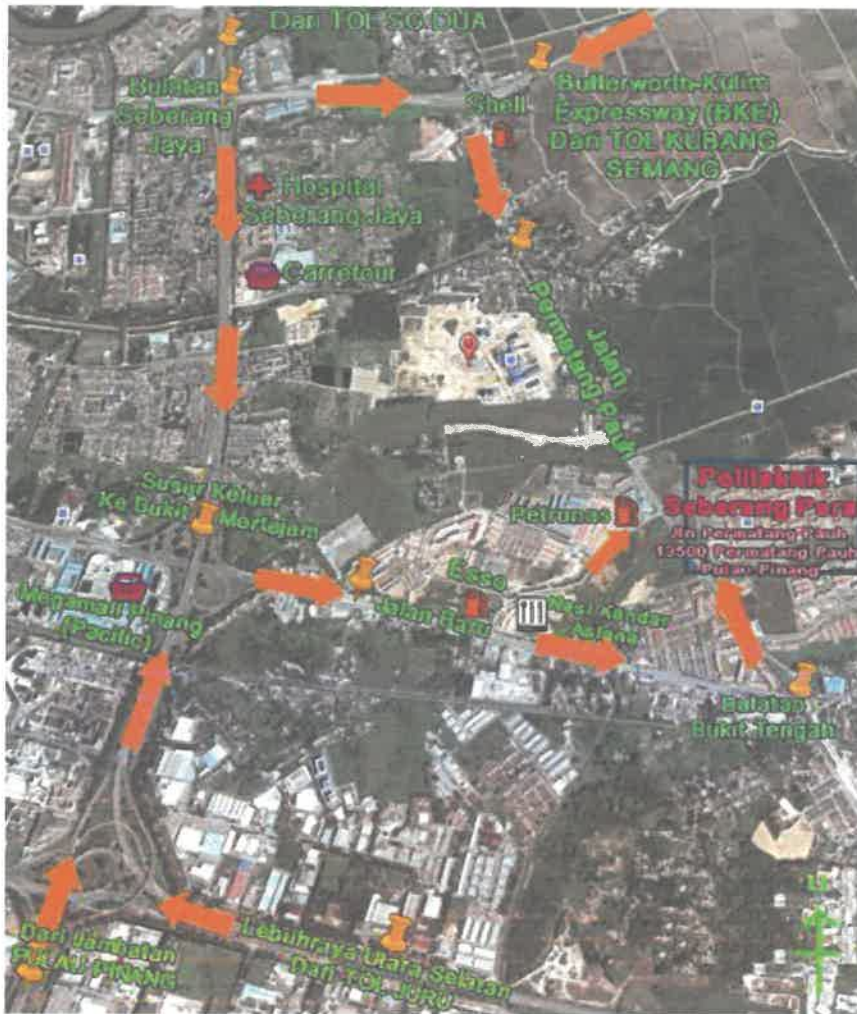 Dari TOL SG DUA
Bulatan
Seberang
Jaya
Butterworth-Kulim
Expressway (BKE)
Dari TOL KUBANG
SEMANG
Shell
Hospital
Seberang Jaya
Carrefour
Jalan
Permatang Pauh
Susur Keluar
Ke Bukit Mertajam
Politeknik
Seberang Perai
Jln Permatang Pauh
13500 Permatang Pauh
Pulau Pinang
Petronas
Megamall Pinang
(Pacific)
Esso
Jalan Baru
Nasi Kandar
Astana
Bulatan
Bukit Tengah
Dari Jambatan
PULAU PINANG
Lebuhraya Utara Selatan
Dari TOL JURU
U